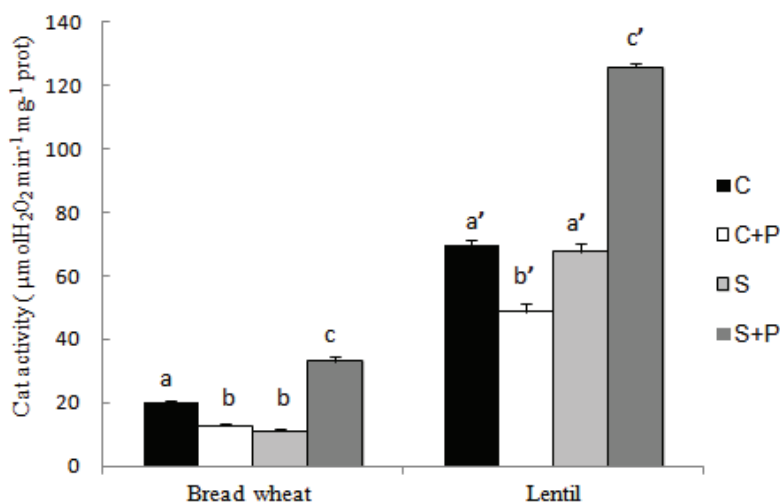 Cat activity ( µmolH₂O₂ min⁻¹ mg⁻¹ prot)
140
120
100
80
60
40
20
0
a
b
b
c
a’
b’
a’
c’
Bread wheat
Lentil
C
C+P
S
S+P